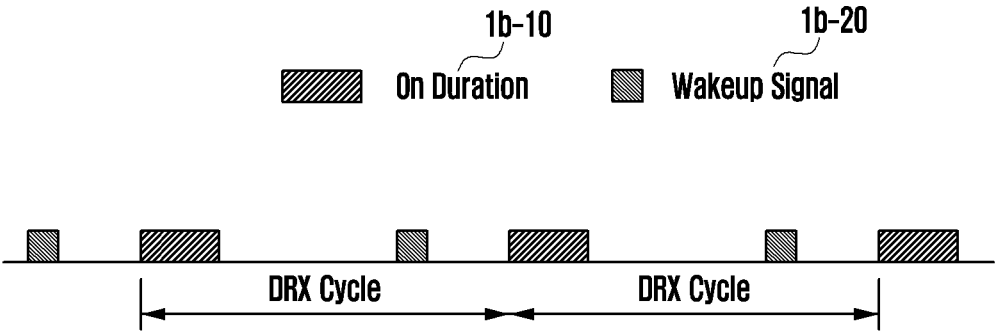 1b-10
1b-20
On Duration
Wakeup Signal
DRX Cycle
DRX Cycle